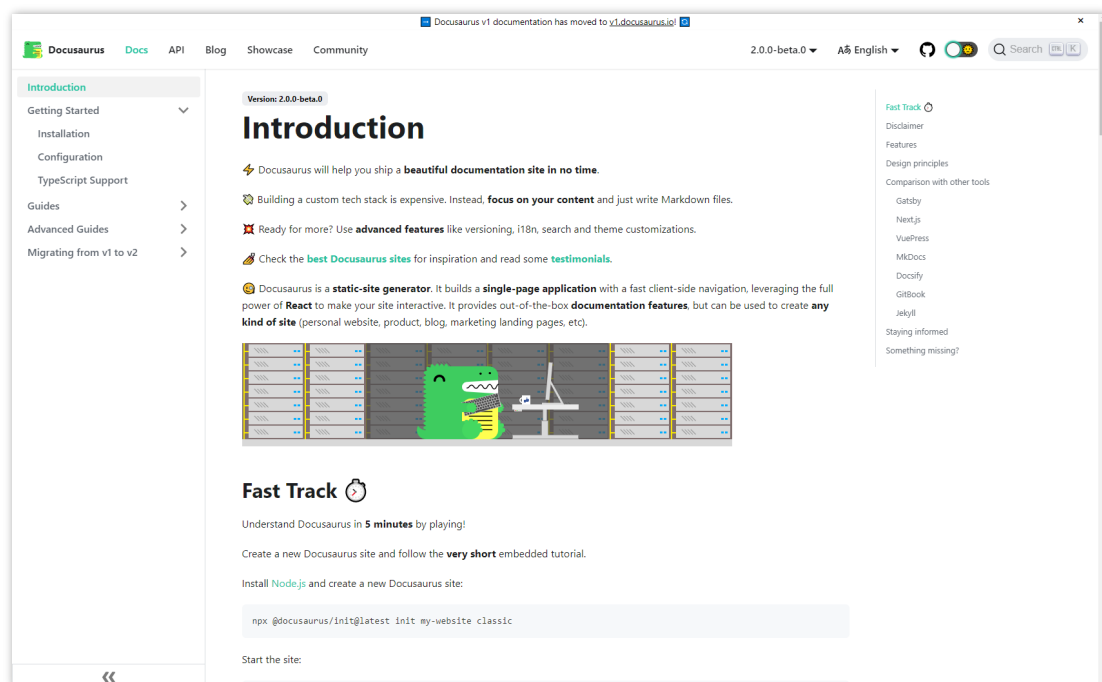 Docusaurus v1 documentation has moved to v1.docusaurus.io!
Docusaurus Docs API Blog Showcase Community 2.0.0-beta.0 English Search K
Introduction
Getting Started
Installation
Configuration
TypeScript Support
Guides
Advanced Guides
Migrating from v1 to v2
Version: 2.0.0-beta.0
Introduction
⚡ Docusaurus will help you ship a beautiful documentation site in no time.
💸 Building a custom tech stack is expensive. Instead, focus on your content and just write Markdown files.
💥 Ready for more? Use advanced features like versioning, i18n, search and theme customizations.
💅 Check the best Docusaurus sites for inspiration and read some testimonials.
🧐 Docusaurus is a static-site generator. It builds a single-page application with a fast client-side navigation, leveraging the full
power of React to make your site interactive. It provides out-of-the-box documentation features, but can be used to create any
kind of site (personal website, product, blog, marketing landing pages, etc).
Fast Track ⏱️
Understand Docusaurus in 5 minutes by playing!
Create a new Docusaurus site and follow the very short embedded tutorial.
Install Node.js and create a new Docusaurus site:
npx @docusaurus/init@latest init my-website classic
Start the site:
Fast Track ⏱️
Disclaimer
Features
Design principles
Comparison with other tools
Gatsby
Next.js
VuePress
MkDocs
Docsify
GitBook
Jekyll
Staying informed
Something missing?